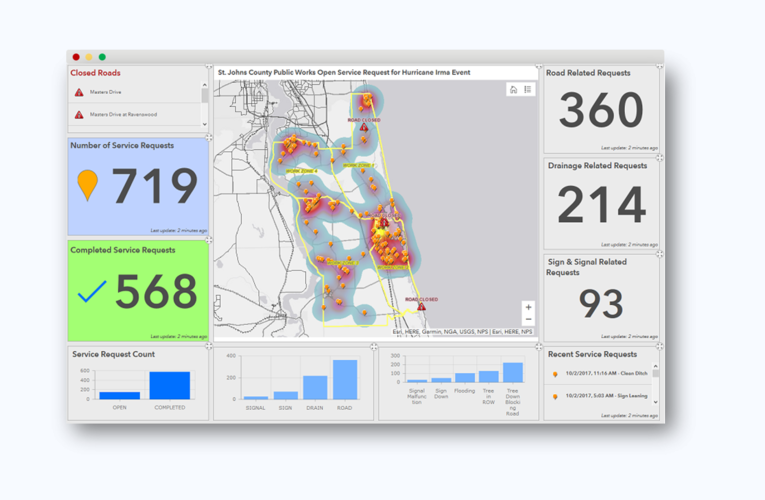 Closed Roads
Masters Drive
Masters Drive at Ravenswood
Number of Service Requests
719
Last update: 2 minutes ago
Completed Service Requests
568
Last update: 2 minutes ago
St. Johns County Public Works Open Service Request for Hurricane Irma Event
ROAD CLOSED
WORK ZONE 4
ROAD CLOSED
Esri, HERE, Garmin, NGA, USGS, NPS | Esri, HERE, NPS
Road Related Requests
360
Last update: 2 minutes ago
Drainage Related Requests
214
Last update: 2 minutes ago
Sign & Signal Related
Requests
93
Last update: 2 minutes ago
Service Request Count
600
400
200
0
OPEN COMPLETED
400
200
0
SIGNAL SIGN DRAIN ROAD
300
200
100
0
Signal
Malfunc
tion
Sign
Down
Flooding
Tree
in
ROW
Tree
Down
Blocki
ng
Road
Recent Service Requests
10/2/2017, 11:16 AM - Clean Ditch
10/2/2017, 5:03 AM - Sign Leaning
Last update: 2 minutes ago